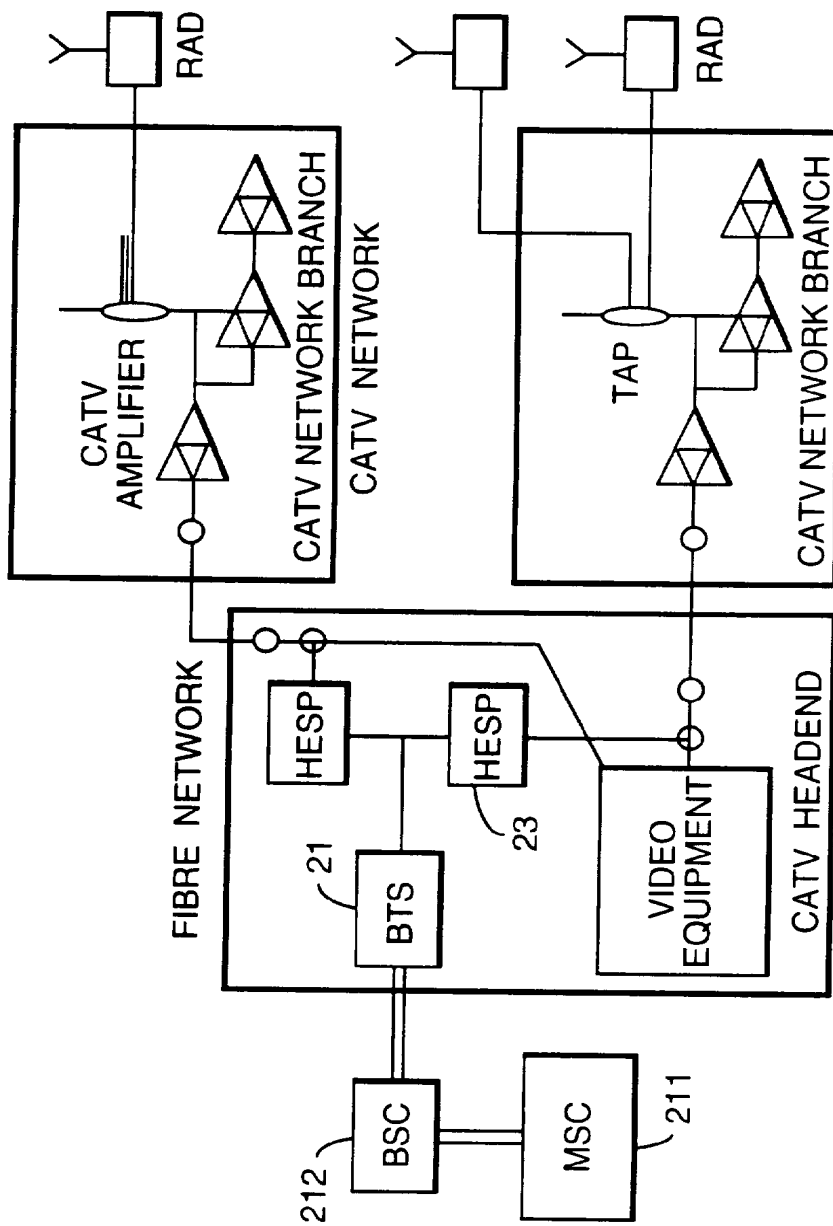 RAD
CATV
AMPLIFIER
CATV NETWORK BRANCH
CATV NETWORK
RAD
TAP
CATV NETWORK BRANCH
FIBRE NETWORK
HESP
HESP
23
21
BTS
VIDEO
EQUIPMENT
CATV HEADEND
212
BSC
MSC
211